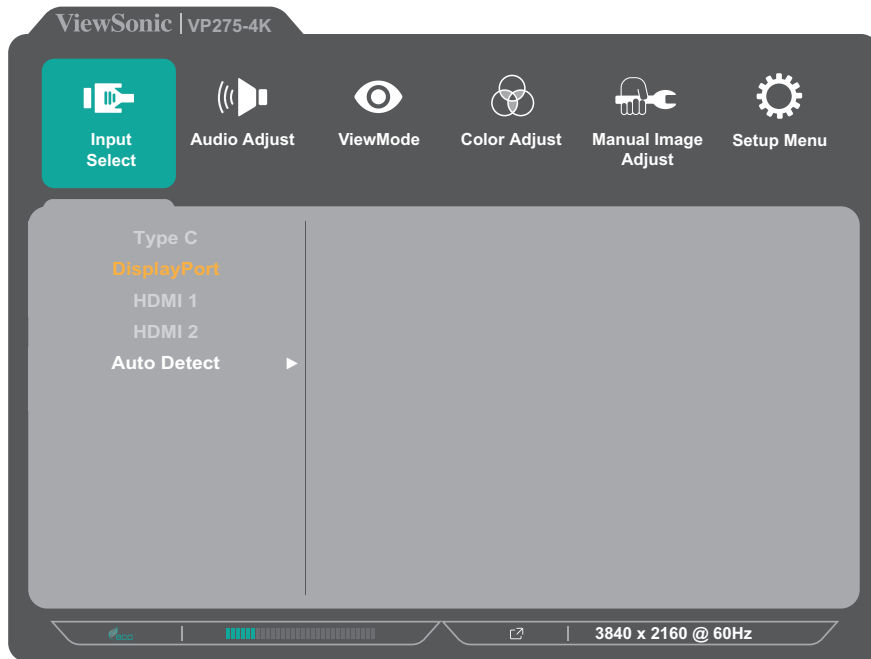 ViewSonic | VP275-4K
Input
Select
Audio Adjust
ViewMode
Color Adjust
Manual Image
Adjust
Setup Menu
Type C
DisplayPort
HDMI 1
HDMI 2
Auto Detect
eco
3840 x 2160 @ 60Hz